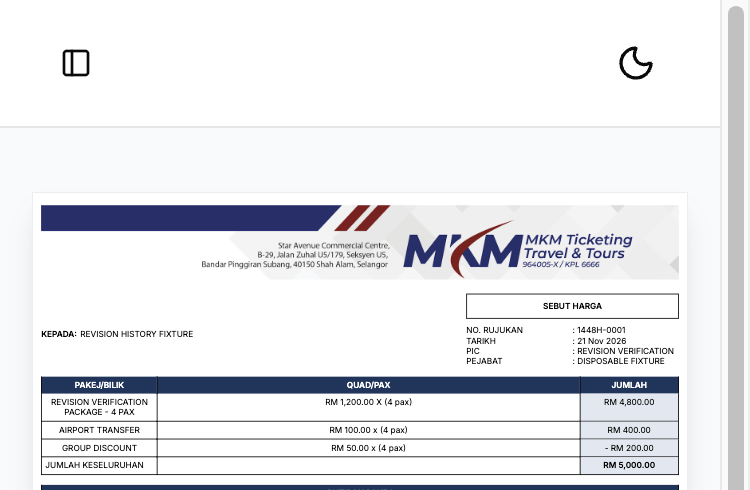 Star Avenue Commercial Centre,
B-29, Jalan Zuhal U5/179, Seksyen U5,
Bandar Pinggiran Subang, 40150 Shah Alam, Selangor
MKM
MKM Ticketing
Travel & Tours
964005-X / KPL 6666
SEBUT HARGA
KEPADA: REVISION HISTORY FIXTURE
NO. RUJUKAN : 1448H-0001
TARIKH : 21 Nov 2026
PIC : REVISION VERIFICATION
PEJABAT : DISPOSABLE FIXTURE
PAKEJ/BILIK QUAD/PAX JUMLAH
REVISION VERIFICATION RM 1,200.00 X (4 pax) RM 4,800.00
PACKAGE - 4 PAX
AIRPORT TRANSFER RM 100.00 x (4 pax) RM 400.00
GROUP DISCOUNT RM 50.00 x (4 pax) - RM 200.00
JUMLAH KESELURUHAN RM 5,000.00